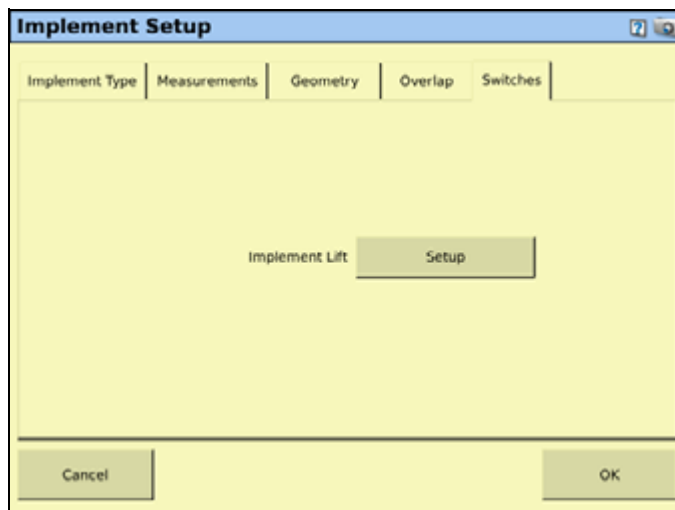 Implement Setup
?
Implement Type Measurements Geometry Overlap Switches
Implement Lift Setup
Cancel OK